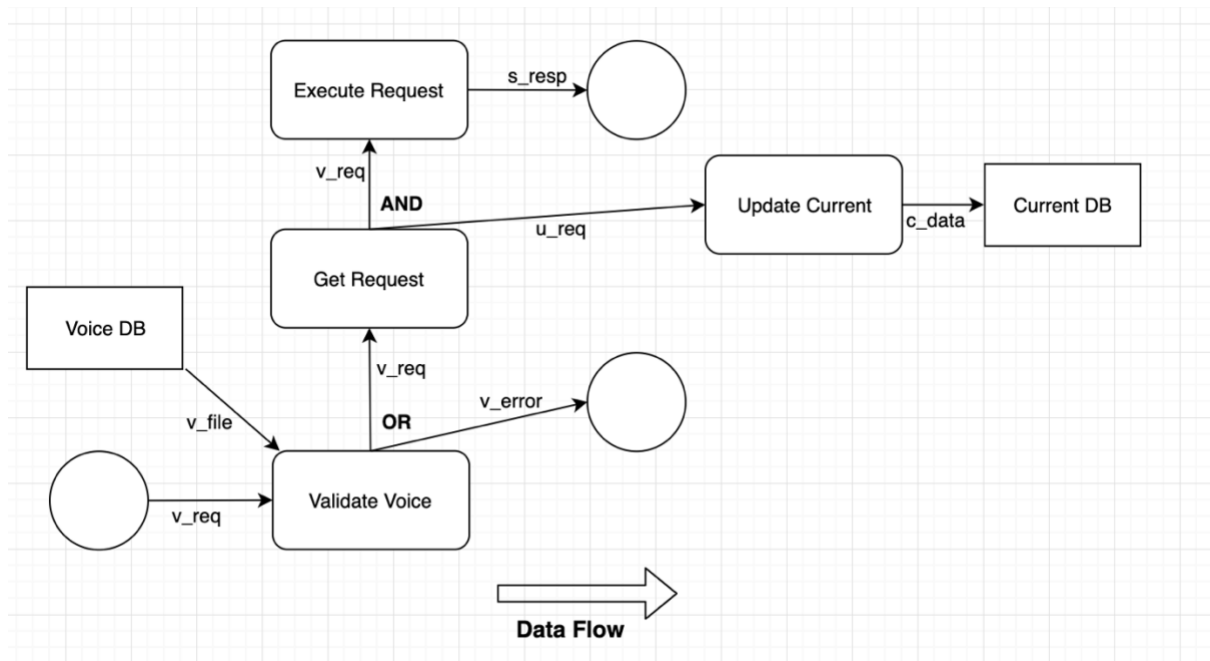 Execute Request
s_resp
v_req
AND
Update Current
c_data
Current DB
u_req
Get Request
Voice DB
v_req
v_error
OR
v_file
Validate Voice
v_req
Data Flow